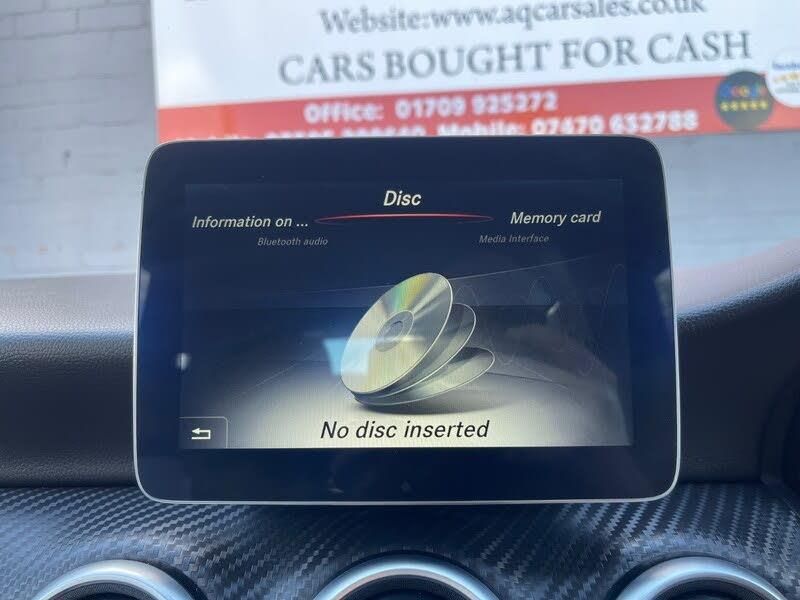 Website:www.aqcarsales.co.uk
CARS BOUGHT FOR CASH
Office: 01709 925272
Mobile: 07470 632788
Disc
Information on ...
Memory card
Bluetooth audio
Media Interface
No disc inserted